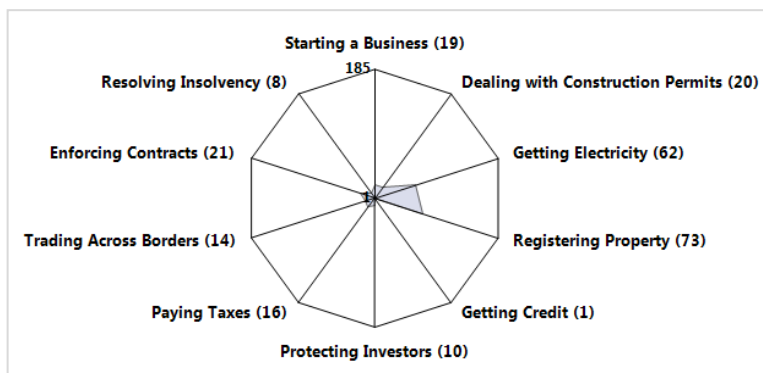 Starting a Business (19)
185
Resolving Insolvency (8)
Dealing with Construction Permits (20)
Enforcing Contracts (21)
Getting Electricity (62)
1
Trading Across Borders (14)
Registering Property (73)
Paying Taxes (16)
Getting Credit (1)
Protecting Investors (10)